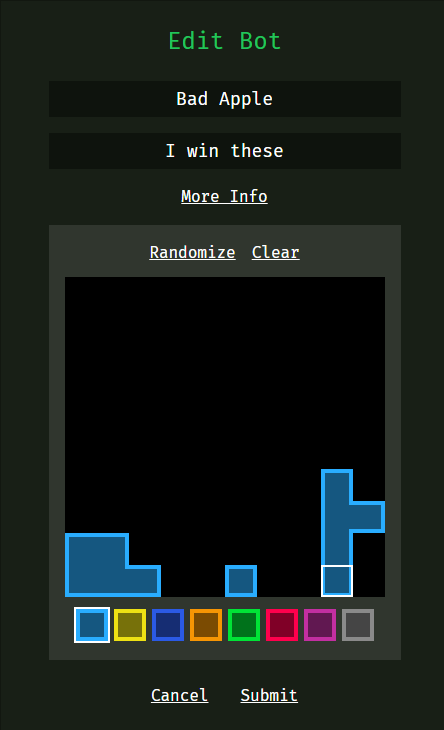 Edit Bot
Bad Apple
I win these
More Info
Randomize Clear
Cancel Submit